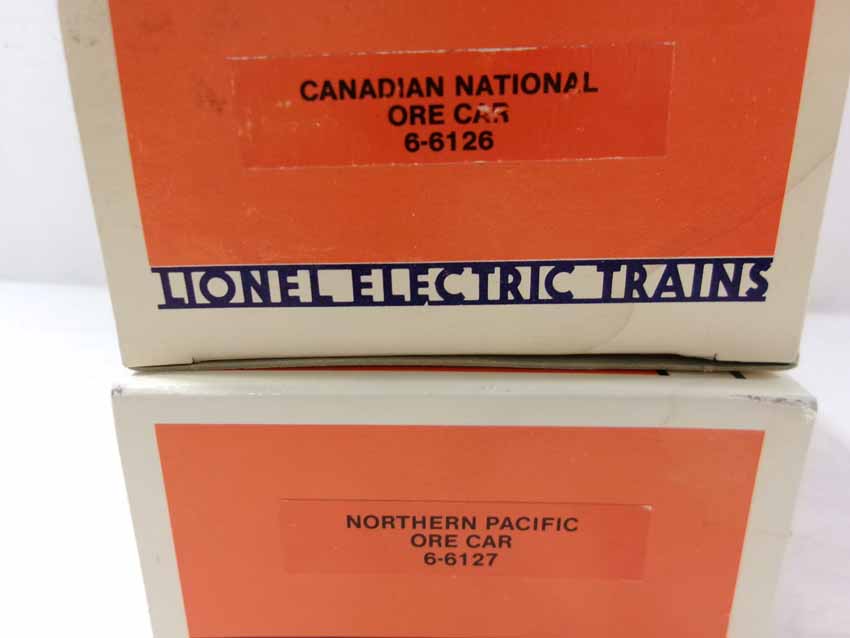 CANADIAN NATIONAL
ORE CAR
6-6126
LIONEL ELECTRIC TRAINS
NORTHERN PACIFIC
ORE CAR
6-6127